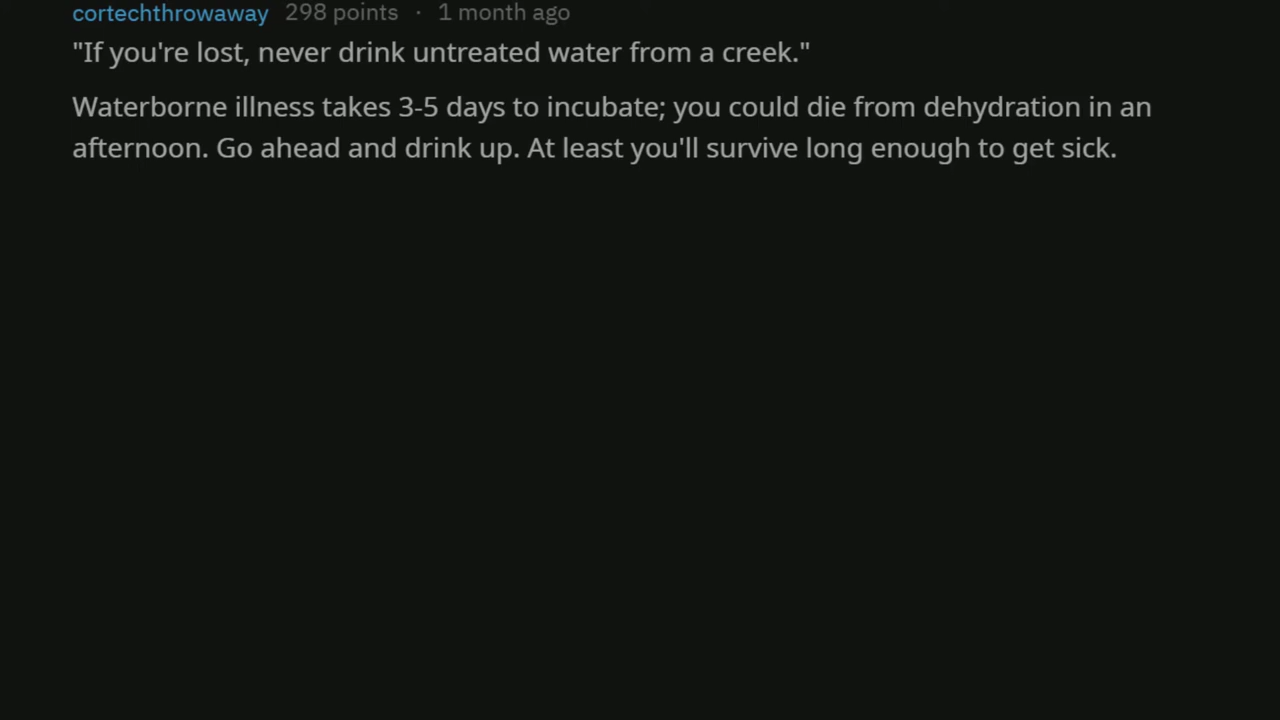 cortechthrowaway 298 points · 1 month ago
"If you're lost, never drink untreated water from a creek."
Waterborne illness takes 3-5 days to incubate; you could die from dehydration in an
afternoon. Go ahead and drink up. At least you'll survive long enough to get sick.